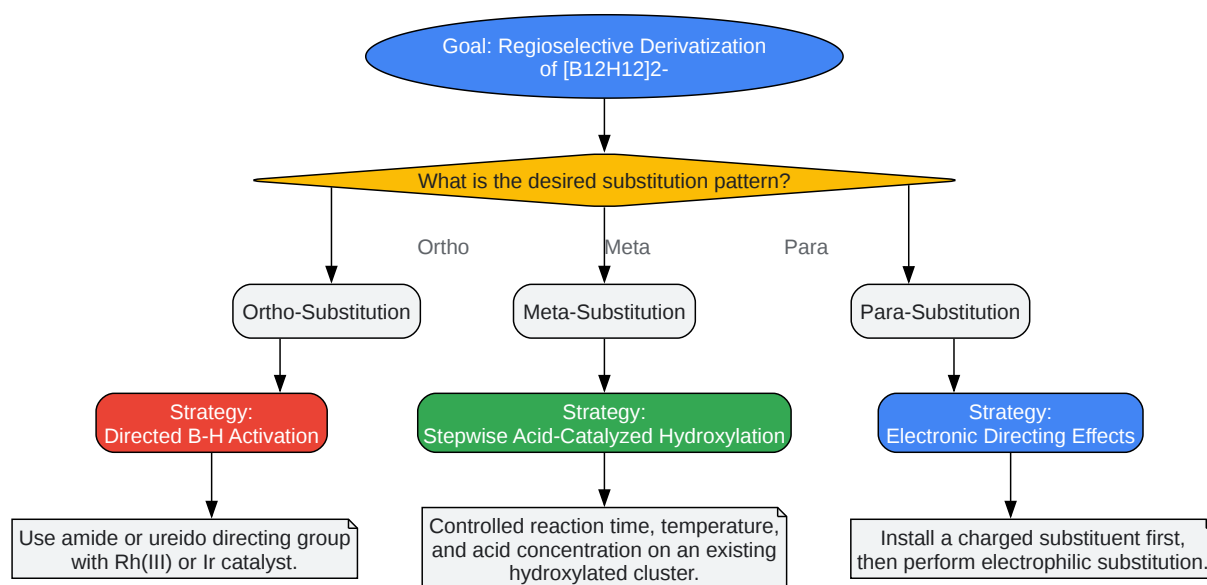 Goal: Regioselective Derivatization
of [B12H12]2-
What is the desired substitution pattern?
Ortho
Meta
Para
Ortho-Substitution
Meta-Substitution
Para-Substitution
Strategy:
Directed B-H Activation
Strategy:
Stepwise Acid-Catalyzed Hydroxylation
Strategy:
Electronic Directing Effects
Use amide or ureido directing group
with Rh(III) or Ir catalyst.
Controlled reaction time, temperature,
and acid concentration on an existing
hydroxylated cluster.
Install a charged substituent first,
then perform electrophilic substitution.